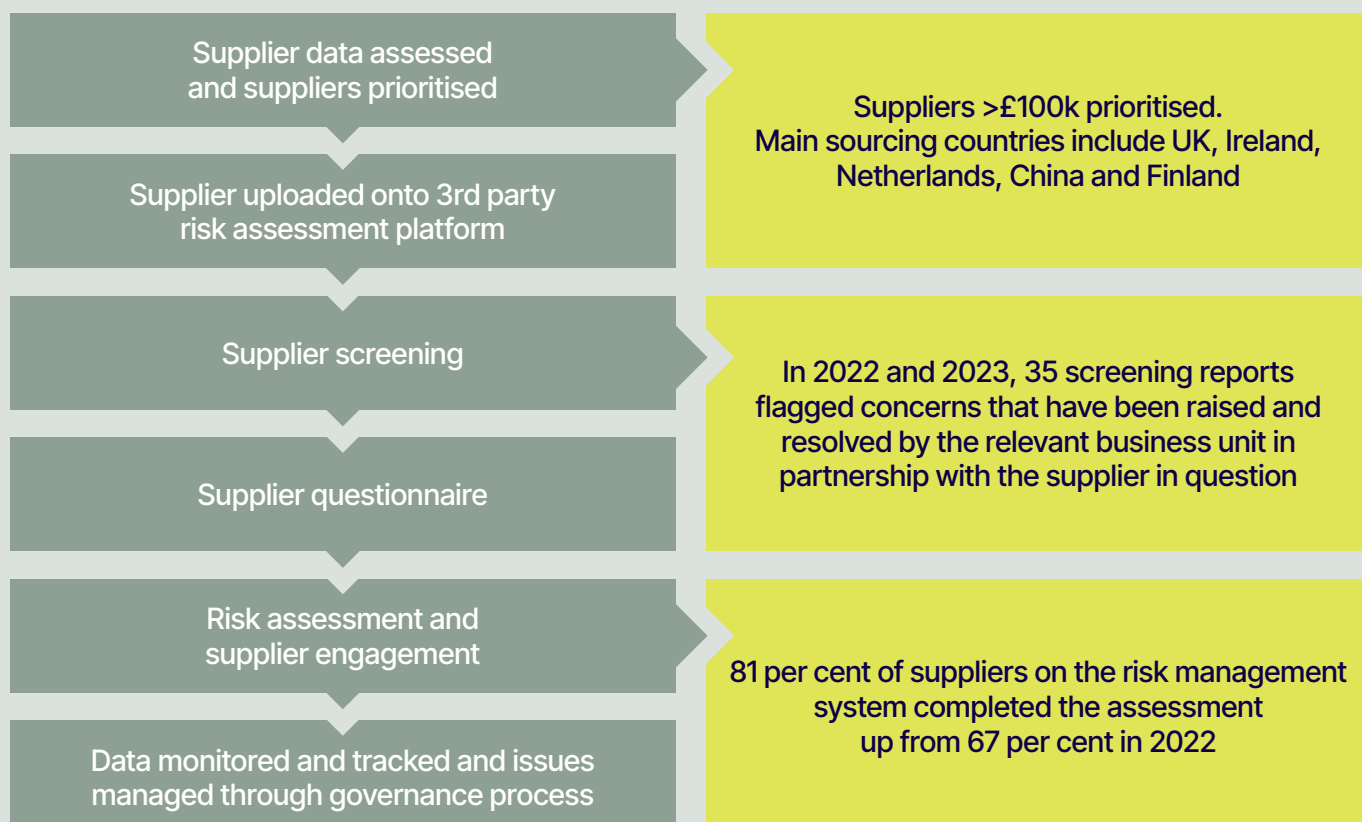 Supplier data assessed
and suppliers prioritised
Suppliers >£100k prioritised.
Main sourcing countries include UK, Ireland,
Netherlands, China and Finland
Supplier uploaded onto 3rd party
risk assessment platform
Supplier screening
In 2022 and 2023, 35 screening reports
flagged concerns that have been raised and
resolved by the relevant business unit in
partnership with the supplier in question
Supplier questionnaire
Risk assessment and
supplier engagement
81 per cent of suppliers on the risk management
system completed the assessment
up from 67 per cent in 2022
Data monitored and tracked and issues
managed through governance process